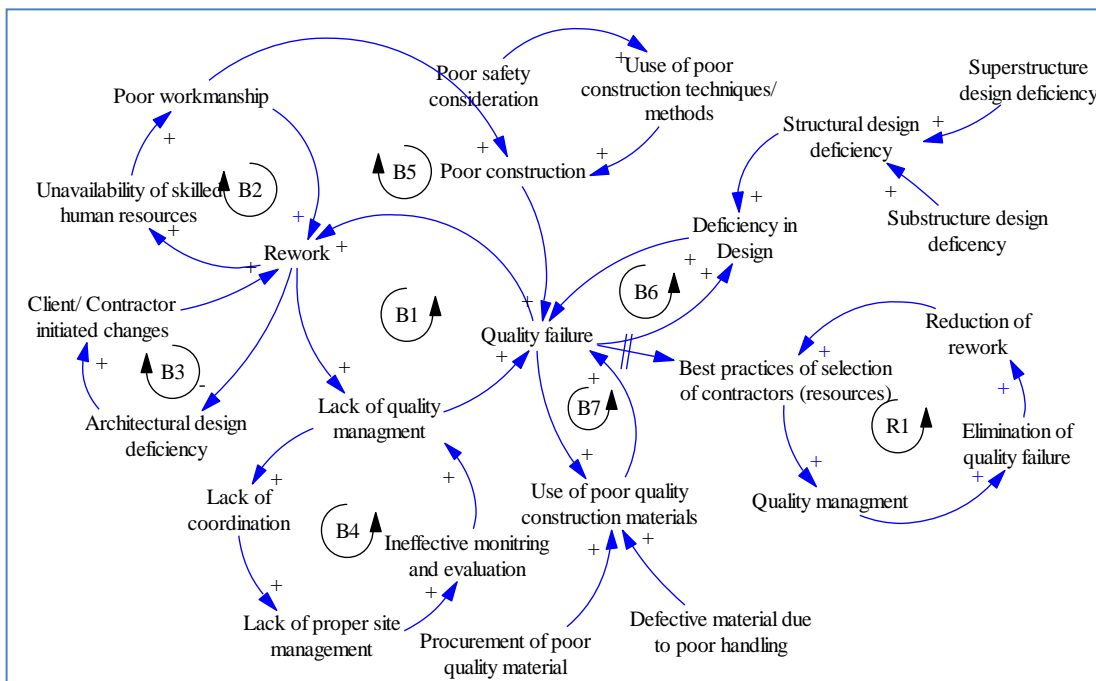 Poor workmanship
Poor safety
consideration
Uuse of poor
construction techniques/
methods
Superstructure
design deficiency
Structural design
deficiency
Substructure design
deficency
Unavailability of skilled
human resources
B2
B5
Poor construction
Deficiency in
Design
Rework
B6
Client/ Contractor
initiated changes
B1
Quality failure
Reduction of
rework
B3
Best practices of selection
of contractors (resources)
Architectural design
deficiency
Lack of quality
managment
B7
R1
Elimination of
quality failure
Lack of
coordination
Use of poor quality
construction materials
Quality managment
B4
Ineffective monitring
and evaluation
Lack of proper site
management
Procurement of poor
quality material
Defective material due
to poor handling